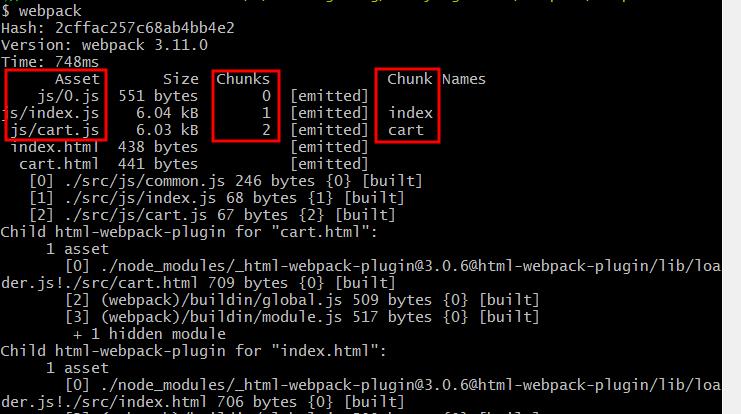 $ webpack
Hash: 2cffac257c68ab4bb4e2
Version: webpack 3.11.0
Time: 748ms
Asset Size Chunks Chunk Names
js/0.js 551 bytes 0 [emitted]
js/index.js 6.04 kB 1 [emitted] index
js/cart.js 6.03 kB 2 [emitted] cart
index.html 438 bytes [emitted]
cart.html 441 bytes [emitted]
[0] ./src/js/common.js 246 bytes {0} [built]
[1] ./src/js/index.js 68 bytes {1} [built]
[2] ./src/js/cart.js 67 bytes {2} [built]
Child html-webpack-plugin for "cart.html":
1 asset
[0] ./node_modules/_html-webpack-plugin@3.0.6@html-webpack-plugin/lib/loa
der.js!./src/cart.html 709 bytes {0} [built]
[2] (webpack)/buildin/global.js 509 bytes {0} [built]
[3] (webpack)/buildin/module.js 517 bytes {0} [built]
+ 1 hidden module
Child html-webpack-plugin for "index.html":
1 asset
[0] ./node_modules/_html-webpack-plugin@3.0.6@html-webpack-plugin/lib/loa
der.js!./src/index.html 706 bytes {0} [built]